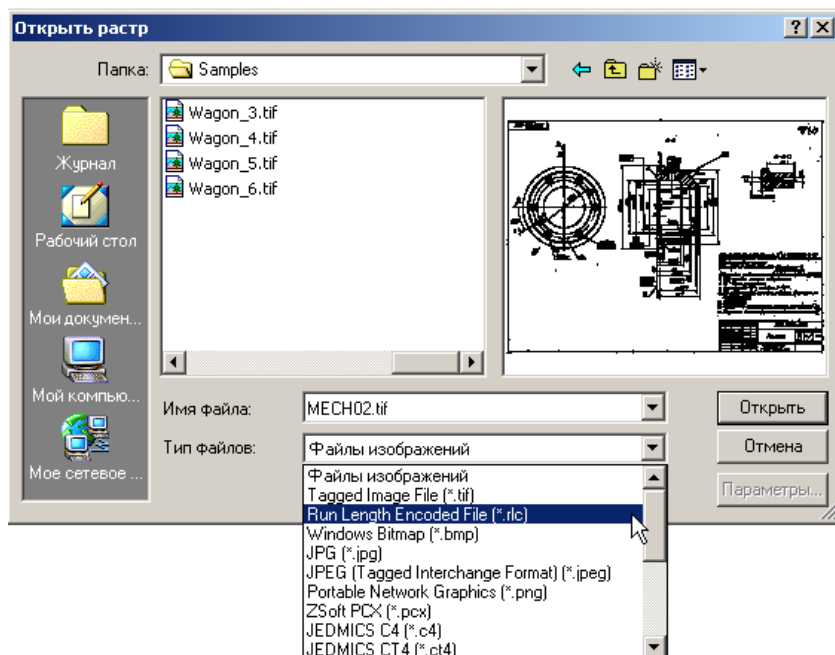 Открыть растр
Папка: Samples
Журнал
Рабочий стол
Мои докумен...
Мой компью...
Мое сетевое ...
Wagon_3.tif
Wagon_4.tif
Wagon_5.tif
Wagon_6.tif
Имя файла: MECH02.tif
Открыть
Тип файлов: Файлы изображений
Отмена
Параметры...
Файлы изображений
Tagged Image File (*.tif)
Run Length Encoded File (*.rlc)
Windows Bitmap (*.bmp)
JPG (*.jpg)
JPEG (Tagged Interchange Format) (*.jpeg)
Portable Network Graphics (*.png)
ZSoft PCX (*.pcx)
JEDMICS C4 (*.c4)
JEDMICS CT4 (*.ct4)